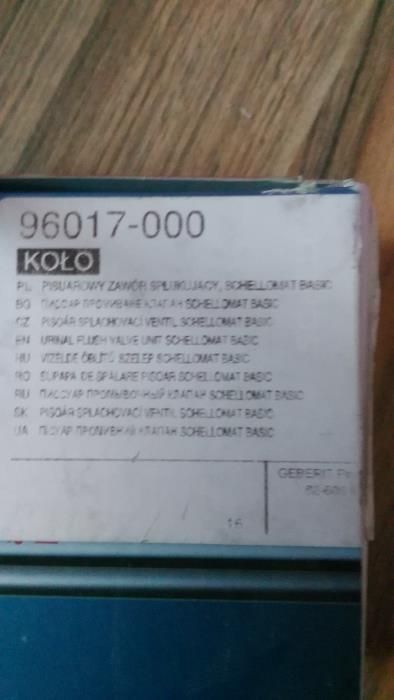 96017-000
KOŁO
PL PISUAROWY ZAWÓR SPŁUKUJĄCY, SCHELLOMAT BASIC
BG ПИСОАР ПРОМИВАНЕ КЛАПАН SCHELLOMAT BASIC
CZ PISOÁR SPLACHOVACÍ VENTIL SCHELLOMAT BASIC
EN URINAL FLUSH VALVE UNIT SCHELLOMAT BASIC
HU VIZELDE ÖBLÍTŐ SZELEP SCHELLOMAT BASIC
RO SUPAPA DE SPALARE PISOAR SCHELLOMAT BASIC
RU ПИССУАР ПРОМЫВОЧНЫЙ КЛАПАН SCHELLOMAT BASIC
SK PISOÁR SPLACHOVACÍ VENTIL SCHELLOMAT BASIC
UA ПІСУАР ПРОМИВНИЙ КЛАПАН SCHELLOMAT BASIC
GEBERIT
16